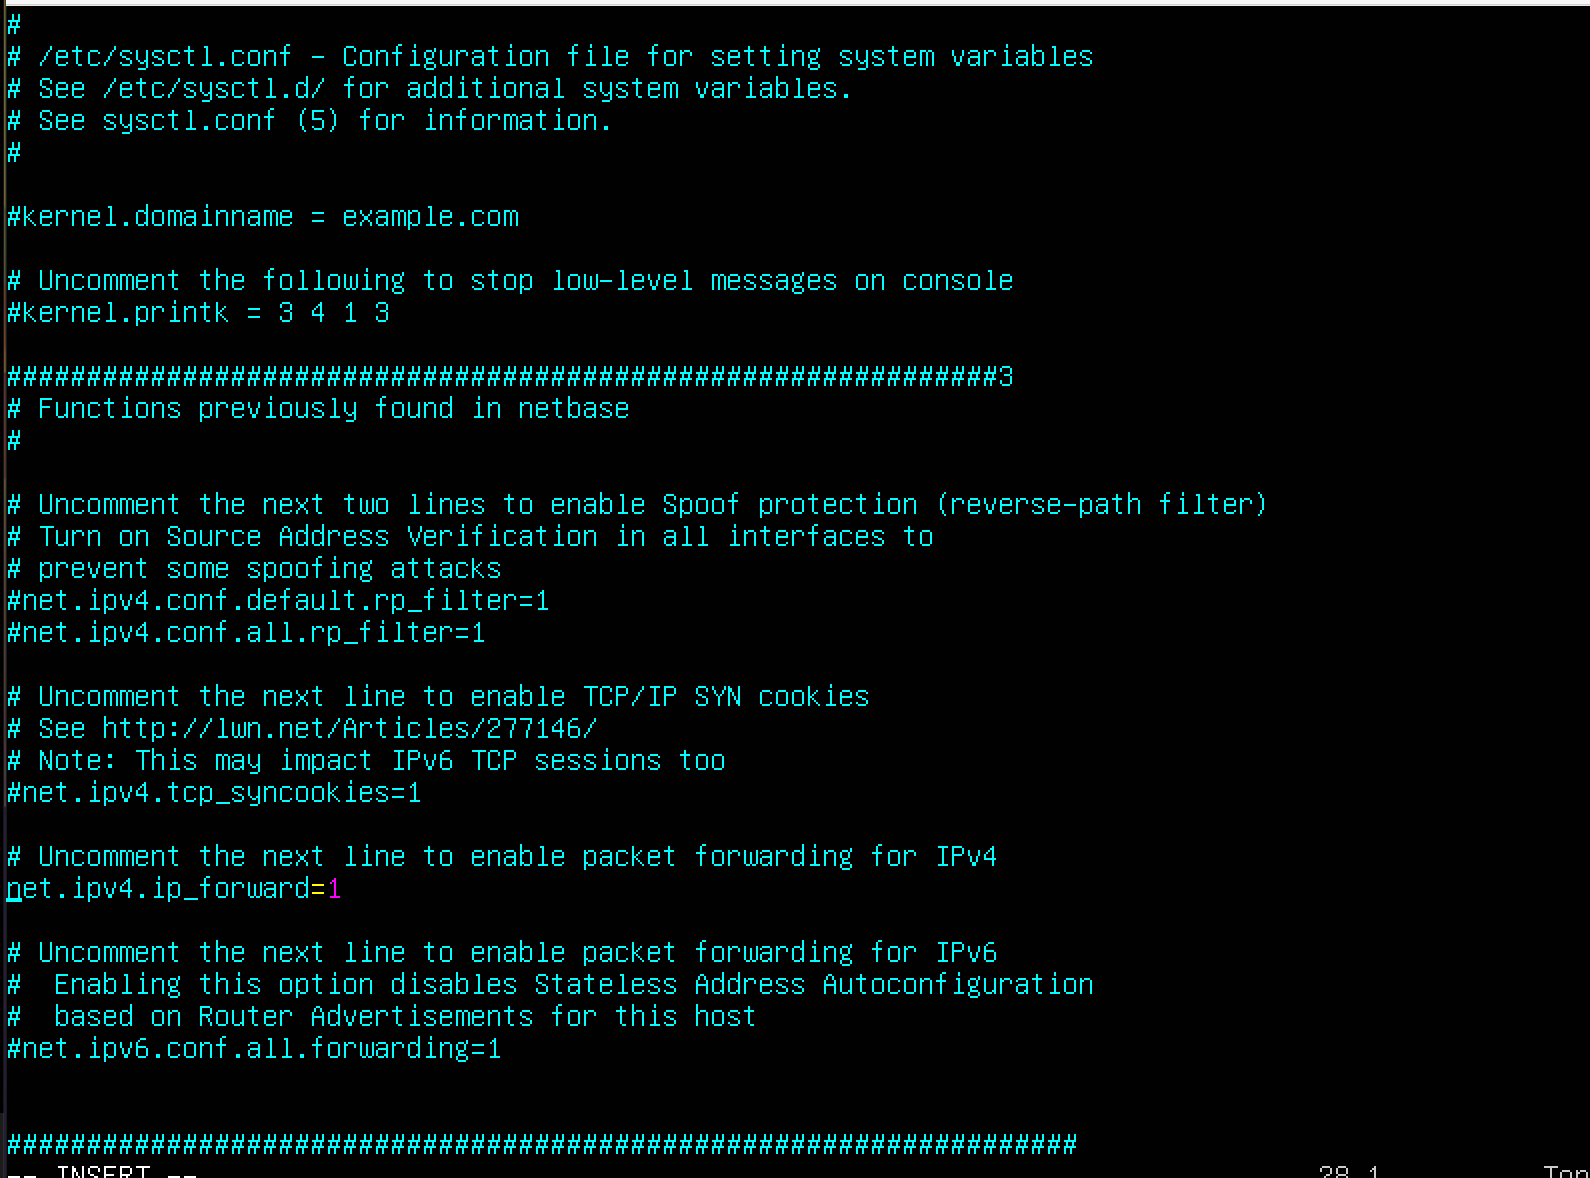 #
# /etc/sysctl.conf - Configuration file for setting system variables
# See /etc/sysctl.d/ for additional system variables.
# See sysctl.conf (5) for information.
#
#kernel.domainname = example.com
# Uncomment the following to stop low-level messages on console
#kernel.printk = 3 4 1 3
##############################################################3
# Functions previously found in netbase
#
# Uncomment the next two lines to enable Spoof protection (reverse-path filter)
# Turn on Source Address Verification in all interfaces to
# prevent some spoofing attacks
#net.ipv4.conf.default.rp_filter=1
#net.ipv4.conf.all.rp_filter=1
# Uncomment the next line to enable TCP/IP SYN cookies
# See http://lwn.net/Articles/277146/
# Note: This may impact IPv6 TCP sessions too
#net.ipv4.tcp_syncookies=1
# Uncomment the next line to enable packet forwarding for IPv4
net.ipv4.ip_forward=1
# Uncomment the next line to enable packet forwarding for IPv6
#  Enabling this option disables Stateless Address Autoconfiguration
#  based on Router Advertisements for this host
#net.ipv6.conf.all.forwarding=1
###################################################################
-- INSERT -- 28,1 Top